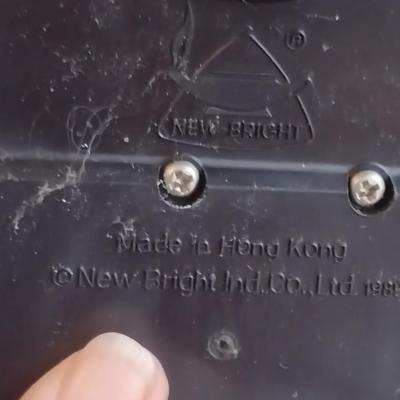 ®
NEW BRIGHT
Made in Hong Kong
© New Bright Ind. Co., Ltd.